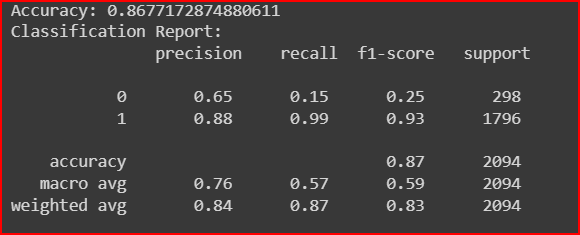 Accuracy: 0.8677172874880611
Classification Report:
precision recall f1-score support
0 0.65 0.15 0.25 298
1 0.88 0.99 0.93 1796
accuracy 0.87 2094
macro avg 0.76 0.57 0.59 2094
weighted avg 0.84 0.87 0.83 2094